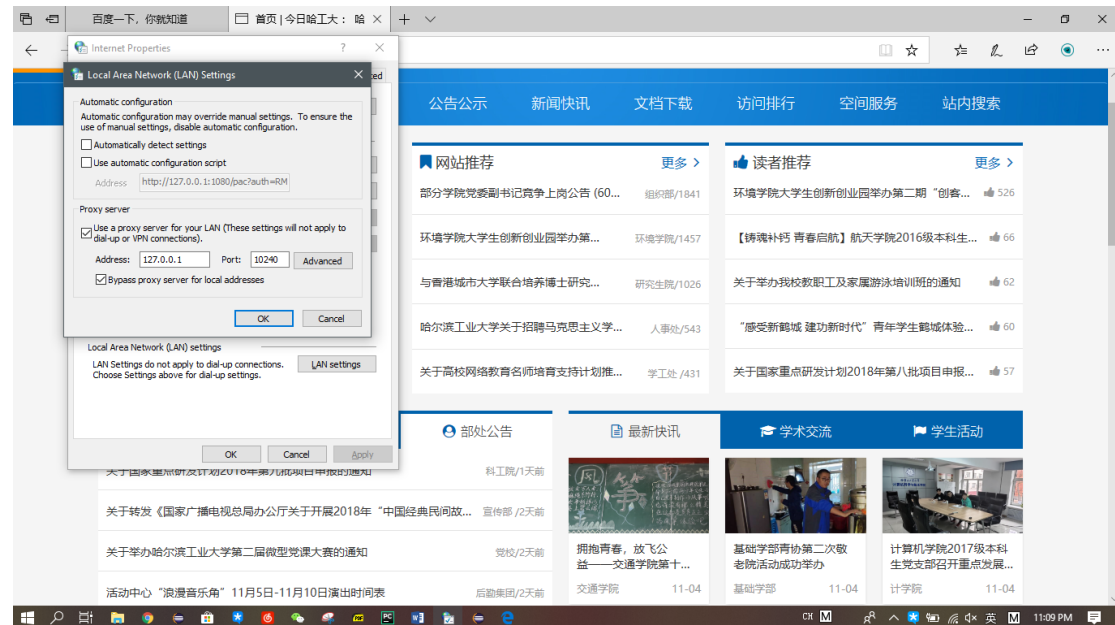 百度一下，你就知道
首页|今日哈工大： 哈
Internet Properties
Local Area Network (LAN) Settings
Automatic configuration
Automatic configuration may override manual settings. To ensure the
use of manual settings, disable automatic configuration.
Automatically detect settings
Use automatic configuration script
Address http://127.0.0.1:1080/pac?auth=RM
Proxy server
Use a proxy server for your LAN (These settings will not apply to
dial-up or VPN connections).
Address: 127.0.0.1 Port: 10240 Advanced
Bypass proxy server for local addresses
OK Cancel
Local Area Network (LAN) settings
LAN Settings do not apply to dial-up connections.
Choose Settings above for dial-up settings.
LAN settings
OK Cancel Apply
公告公示 新闻快讯 文档下载 访问排行 空间服务 站内搜索
网站推荐 更多
部分学院党委副书记竞争上岗公告 (60... 组织部/1841
环境学院大学生创新创业园举办第... 环境学院/1457
与香港城市大学联合培养博士研究... 研究生院/1026
哈尔滨工业大学关于招聘马克思主义学... 人事处/543
关于高校网络教育名师培育支持计划推... 学工处 /431
读者推荐 更多
环境学院大学生创新创业园举办第二期“创客... 526
【铸魂补钙 青春启航】航天学院2016级本科生... 66
关于举办我校教职工及家属游泳培训班的通知 62
“感受新鹤城 建功新时代”青年学生鹤城体验... 60
关于国家重点研发计划2018年第八批项目申报... 57
部处公告
关于国家重点研发计划2018年第九批项目申报的通知 科工院/1天前
关于转发《国家广播电视总局办公厅关于开展2018年“中国经典民间故... 宣传部 /2天前
关于举办哈尔滨工业大学第二届微型党课大赛的通知 党校/2天前
活动中心“浪漫音乐角”11月5日-11月10日演出时间表 后勤集团/2天前
最新快讯 学术交流 学生活动
拥抱青春，放飞公
益——交通学院第十...
交通学院 11-04
基础学部青协第二次敬
老院活动成功举办
基础学部 11-04
计算机学院2017级本科
生党支部召开重点发展...
计学院 11-04
CH M 英 M 11:09 PM